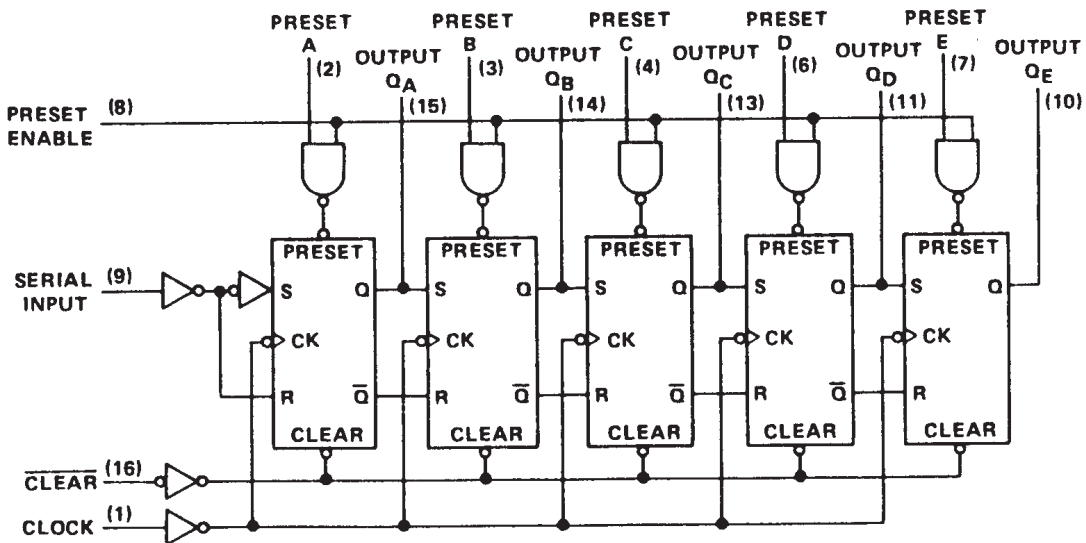 PRESET
A
(2)
OUTPUT
QA
(15)
PRESET
B
(3)
OUTPUT
QB
(14)
PRESET
C
(4)
OUTPUT
QC
(13)
PRESET
D
(6)
OUTPUT
QD
(11)
PRESET
E
(7)
OUTPUT
QE
(10)
PRESET
ENABLE
(8)
SERIAL
INPUT
(9)
PRESET
S
Q
CK
R
Q̅
CLEAR
PRESET
S
Q
CK
R
Q̅
CLEAR
PRESET
S
Q
CK
R
Q̅
CLEAR
PRESET
S
Q
CK
R
Q̅
CLEAR
PRESET
S
Q
CK
R
CLEAR
C̅L̅E̅A̅R̅ (16)
CLOCK (1)